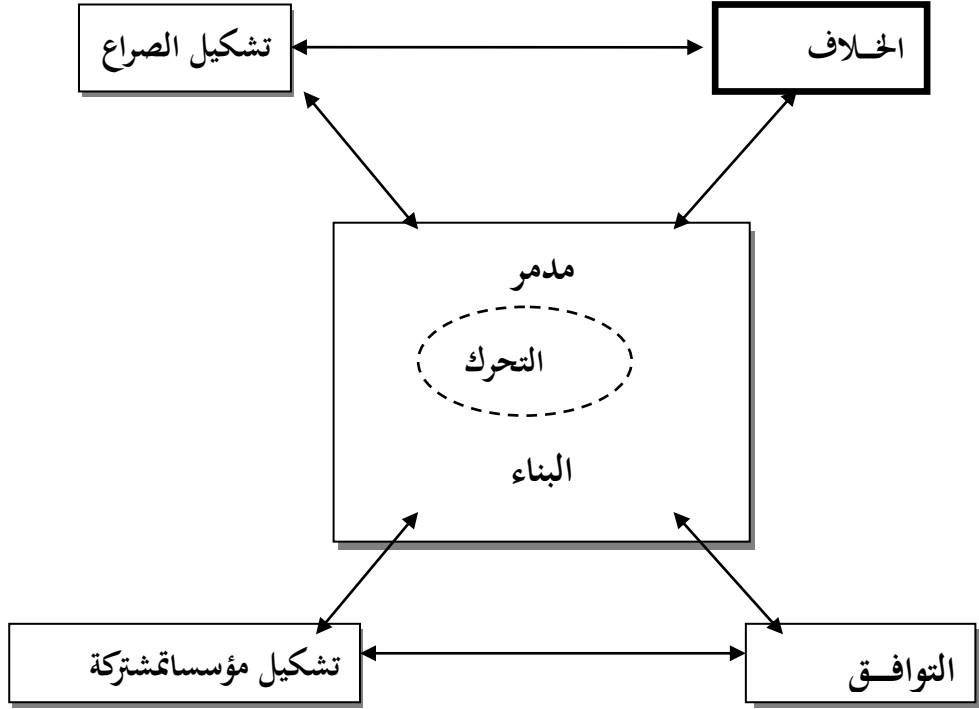 الخـلاف
تشكيل الصراع
مدمر
التحرك
البناء
التوافـق
تشكيل مؤسساتمشتركة